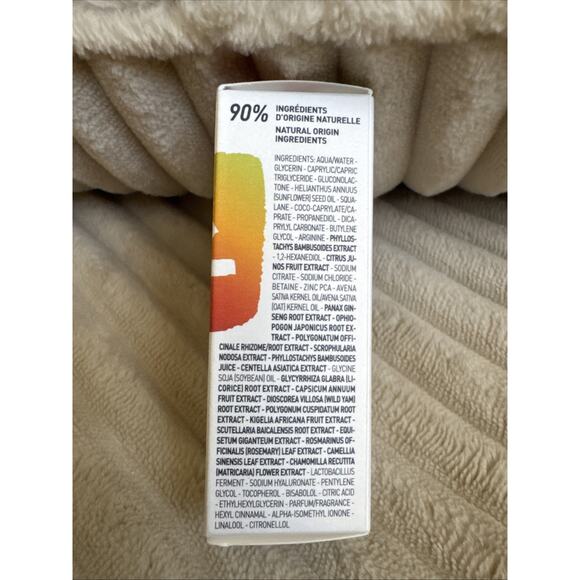 90% INGRÉDIENTS
D'ORIGINE NATURELLE
NATURAL ORIGIN
INGREDIENTS
INGREDIENTS: AQUA/WATER -
GLYCERIN - CAPRYLIC/CAPRIC
TRIGLYCERIDE - GLUCONOLAC-
TONE - HELIANTHUS ANNUUS
(SUNFLOWER) SEED OIL - SQUA-
LANE - COCO-CAPRYLATE/CA-
PRATE - PROPANEDIOL - DICA-
PRYLYL CARBONATE - BUTYLENE
GLYCOL - ARGININE - PHYLLOS-
TACHYS BAMBUSOIDES EXTRACT
- 1,2-HEXANEDIOL - CITRUS JU-
NOS FRUIT EXTRACT - SODIUM
CITRATE - SODIUM CHLORIDE -
BETAINE - ZINC PCA - AVENA
SATIVA KERNEL OIL/AVENA SATIVA
(OAT) KERNEL OIL - PANAX GIN-
SENG ROOT EXTRACT - OPHIO-
POGON JAPONICUS ROOT EX-
TRACT - POLYGONATUM OFFI-
CINALE RHIZOME/ROOT EXTRACT - SCROPHULARIA
NODOSA EXTRACT - PHYLLOSTACHYS BAMBUSOIDES
JUICE - CENTELLA ASIATICA EXTRACT - GLYCINE
SOJA (SOYBEAN) OIL - GLYCYRRHIZA GLABRA (LI-
CORICE) ROOT EXTRACT - CAPSICUM ANNUUM
FRUIT EXTRACT - DIOSCOREA VILLOSA (WILD YAM)
ROOT EXTRACT - POLYGONUM CUSPIDATUM ROOT
EXTRACT - KIGELIA AFRICANA FRUIT EXTRACT -
SCUTELLARIA BAICALENSIS ROOT EXTRACT - EQUI-
SETUM GIGANTEUM EXTRACT - ROSMARINUS OF-
FICINALIS (ROSEMARY) LEAF EXTRACT - CAMELLIA
SINENSIS LEAF EXTRACT - CHAMOMILLA RECUTITA
(MATRICARIA) FLOWER EXTRACT - LACTOBACILLUS
FERMENT - SODIUM HYALURONATE - PENTYLENE
GLYCOL - TOCOPHEROL - BISABOLOL - CITRIC ACID
- ETHYLHEXYLGLYCERIN - PARFUM/FRAGRANCE -
HEXYL CINNAMAL - ALPHA-ISOMETHYL IONONE -
LINALOOL - CITRONELLOL